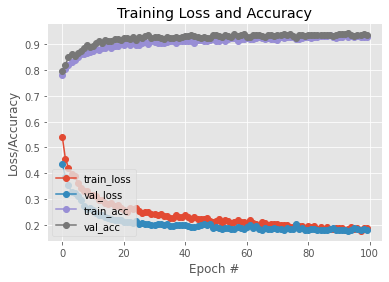 Training Loss and Accuracy
Loss/Accuracy
0.9
0.8
0.7
0.6
0.5
0.4
0.3
0.2
train_loss
val_loss
train_acc
val_acc
0 20 40 60 80 100
Epoch #